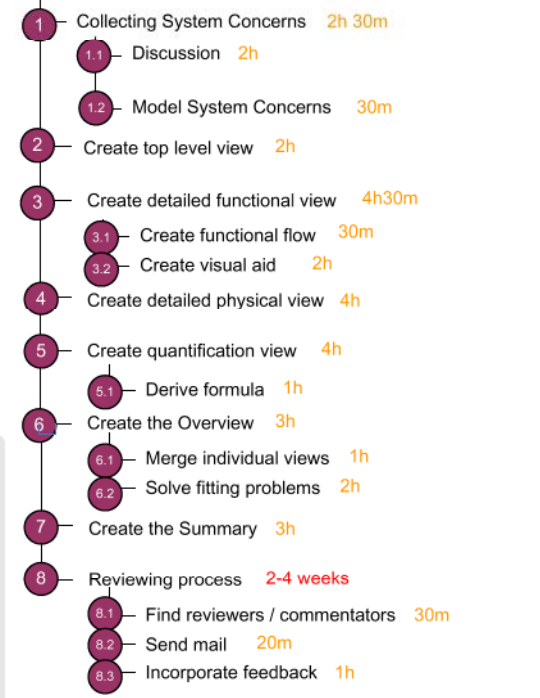 1 Collecting System Concerns 2h 30m
1.1 Discussion 2h
1.2 Model System Concerns 30m
2 Create top level view 2h
3 Create detailed functional view 4h30m
3.1 Create functional flow 30m
3.2 Create visual aid 2h
4 Create detailed physical view 4h
5 Create quantification view 4h
5.1 Derive formula 1h
6 Create the Overview 3h
6.1 Merge individual views 1h
6.2 Solve fitting problems 2h
7 Create the Summary 3h
8 Reviewing process 2-4 weeks
8.1 Find reviewers / commentators 30m
8.2 Send mail 20m
8.3 Incorporate feedback 1h